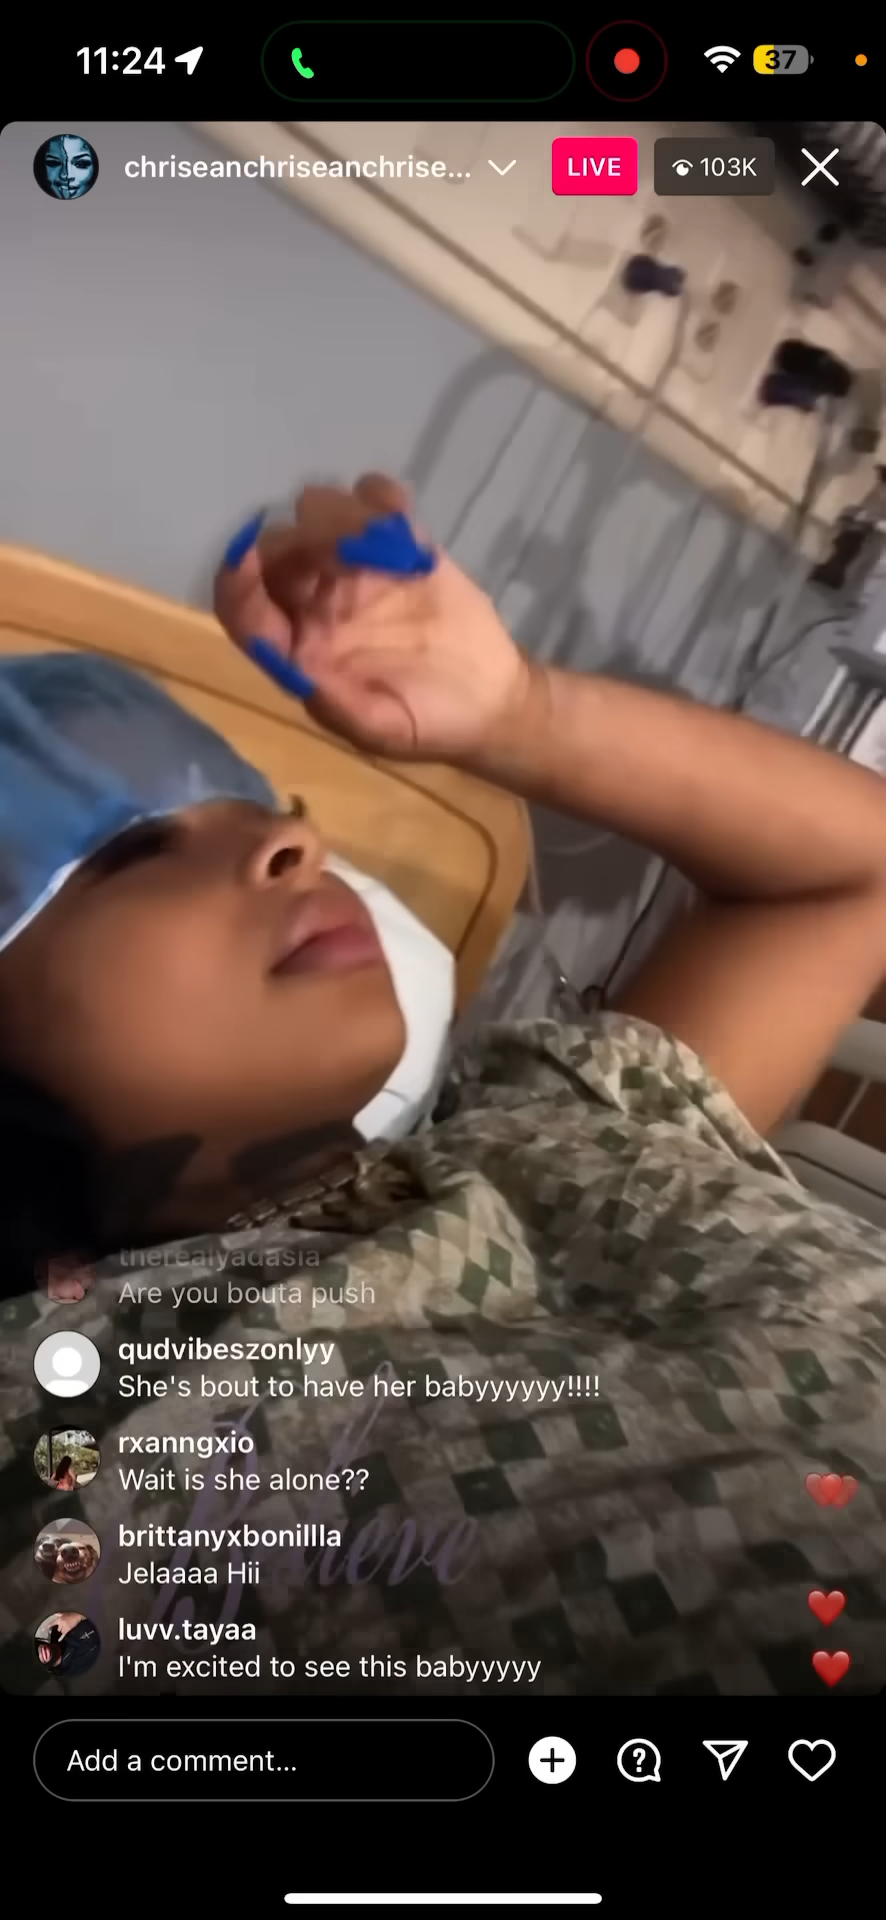 11:24
37
chriseanchriseanchrise...
LIVE
103K
therealyadasia
Are you bouta push
qudvibeszonlyy
She's bout to have her babyyyyyy!!!!
rxanngxio
Wait is she alone??
brittanyxbonillla
Jelaaaa Hii
luvv.tayaa
I'm excited to see this babyyyyy
Add a comment...